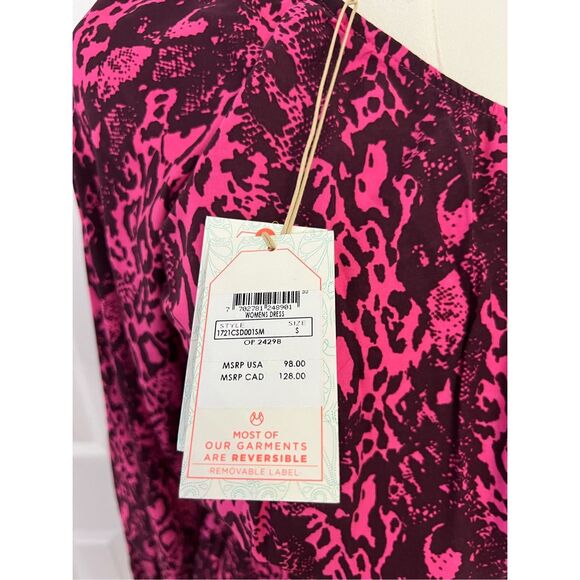 7 702781 248901
WOMENS DRESS
STYLE SIZE
1721CSD001SM S
OP 24298
MSRP USA 98.00
MSRP CAD 128.00
MOST OF
OUR GARMENTS
ARE REVERSIBLE
REMOVABLE LABEL